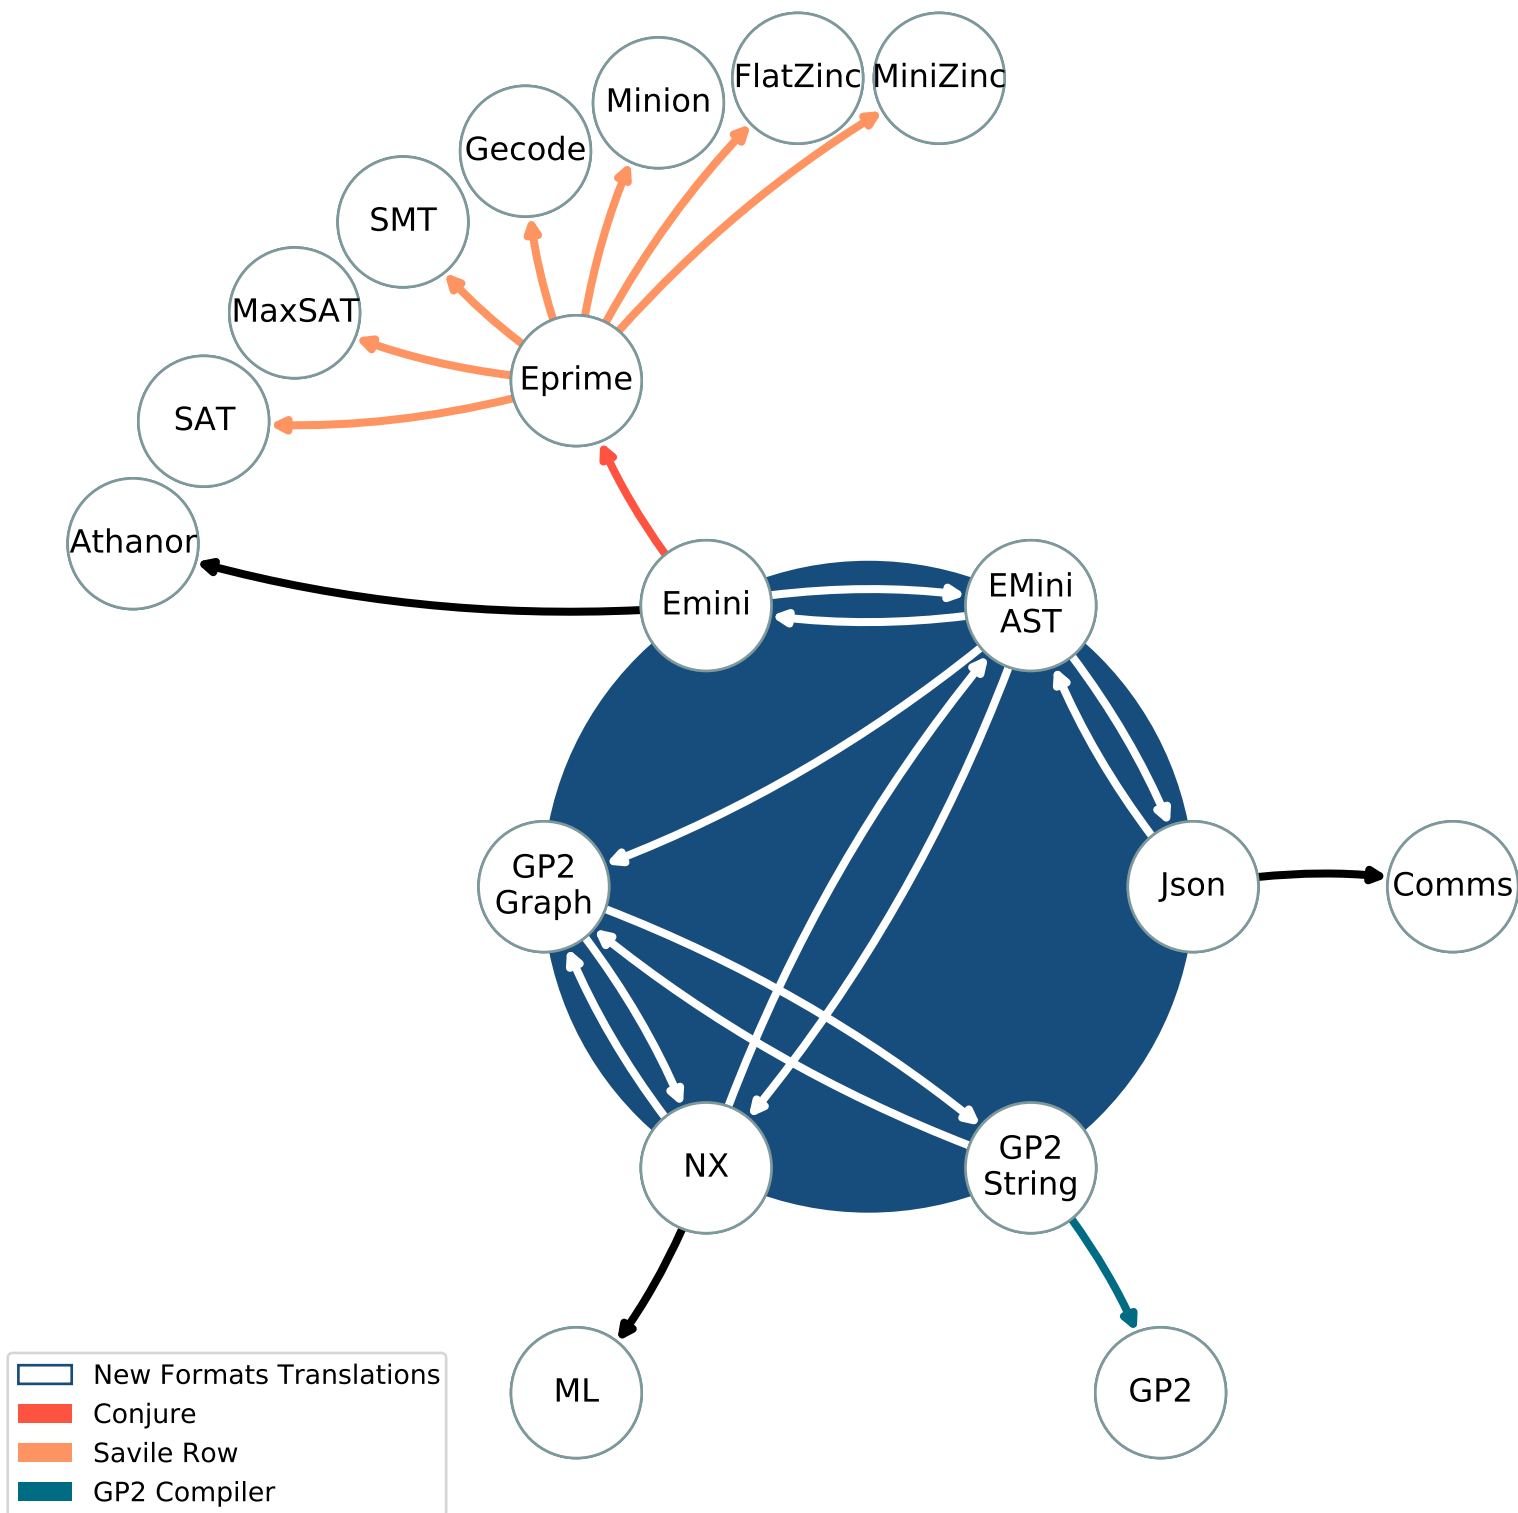 FlatZinc
MiniZinc
Minion
Gecode
SMT
MaxSAT
Eprime
SAT
Athanor
Emini
EMini
AST
GP2
Graph
Json
Comms
NX
GP2
String
ML
GP2
New Formats Translations
Conjure
Savile Row
GP2 Compiler